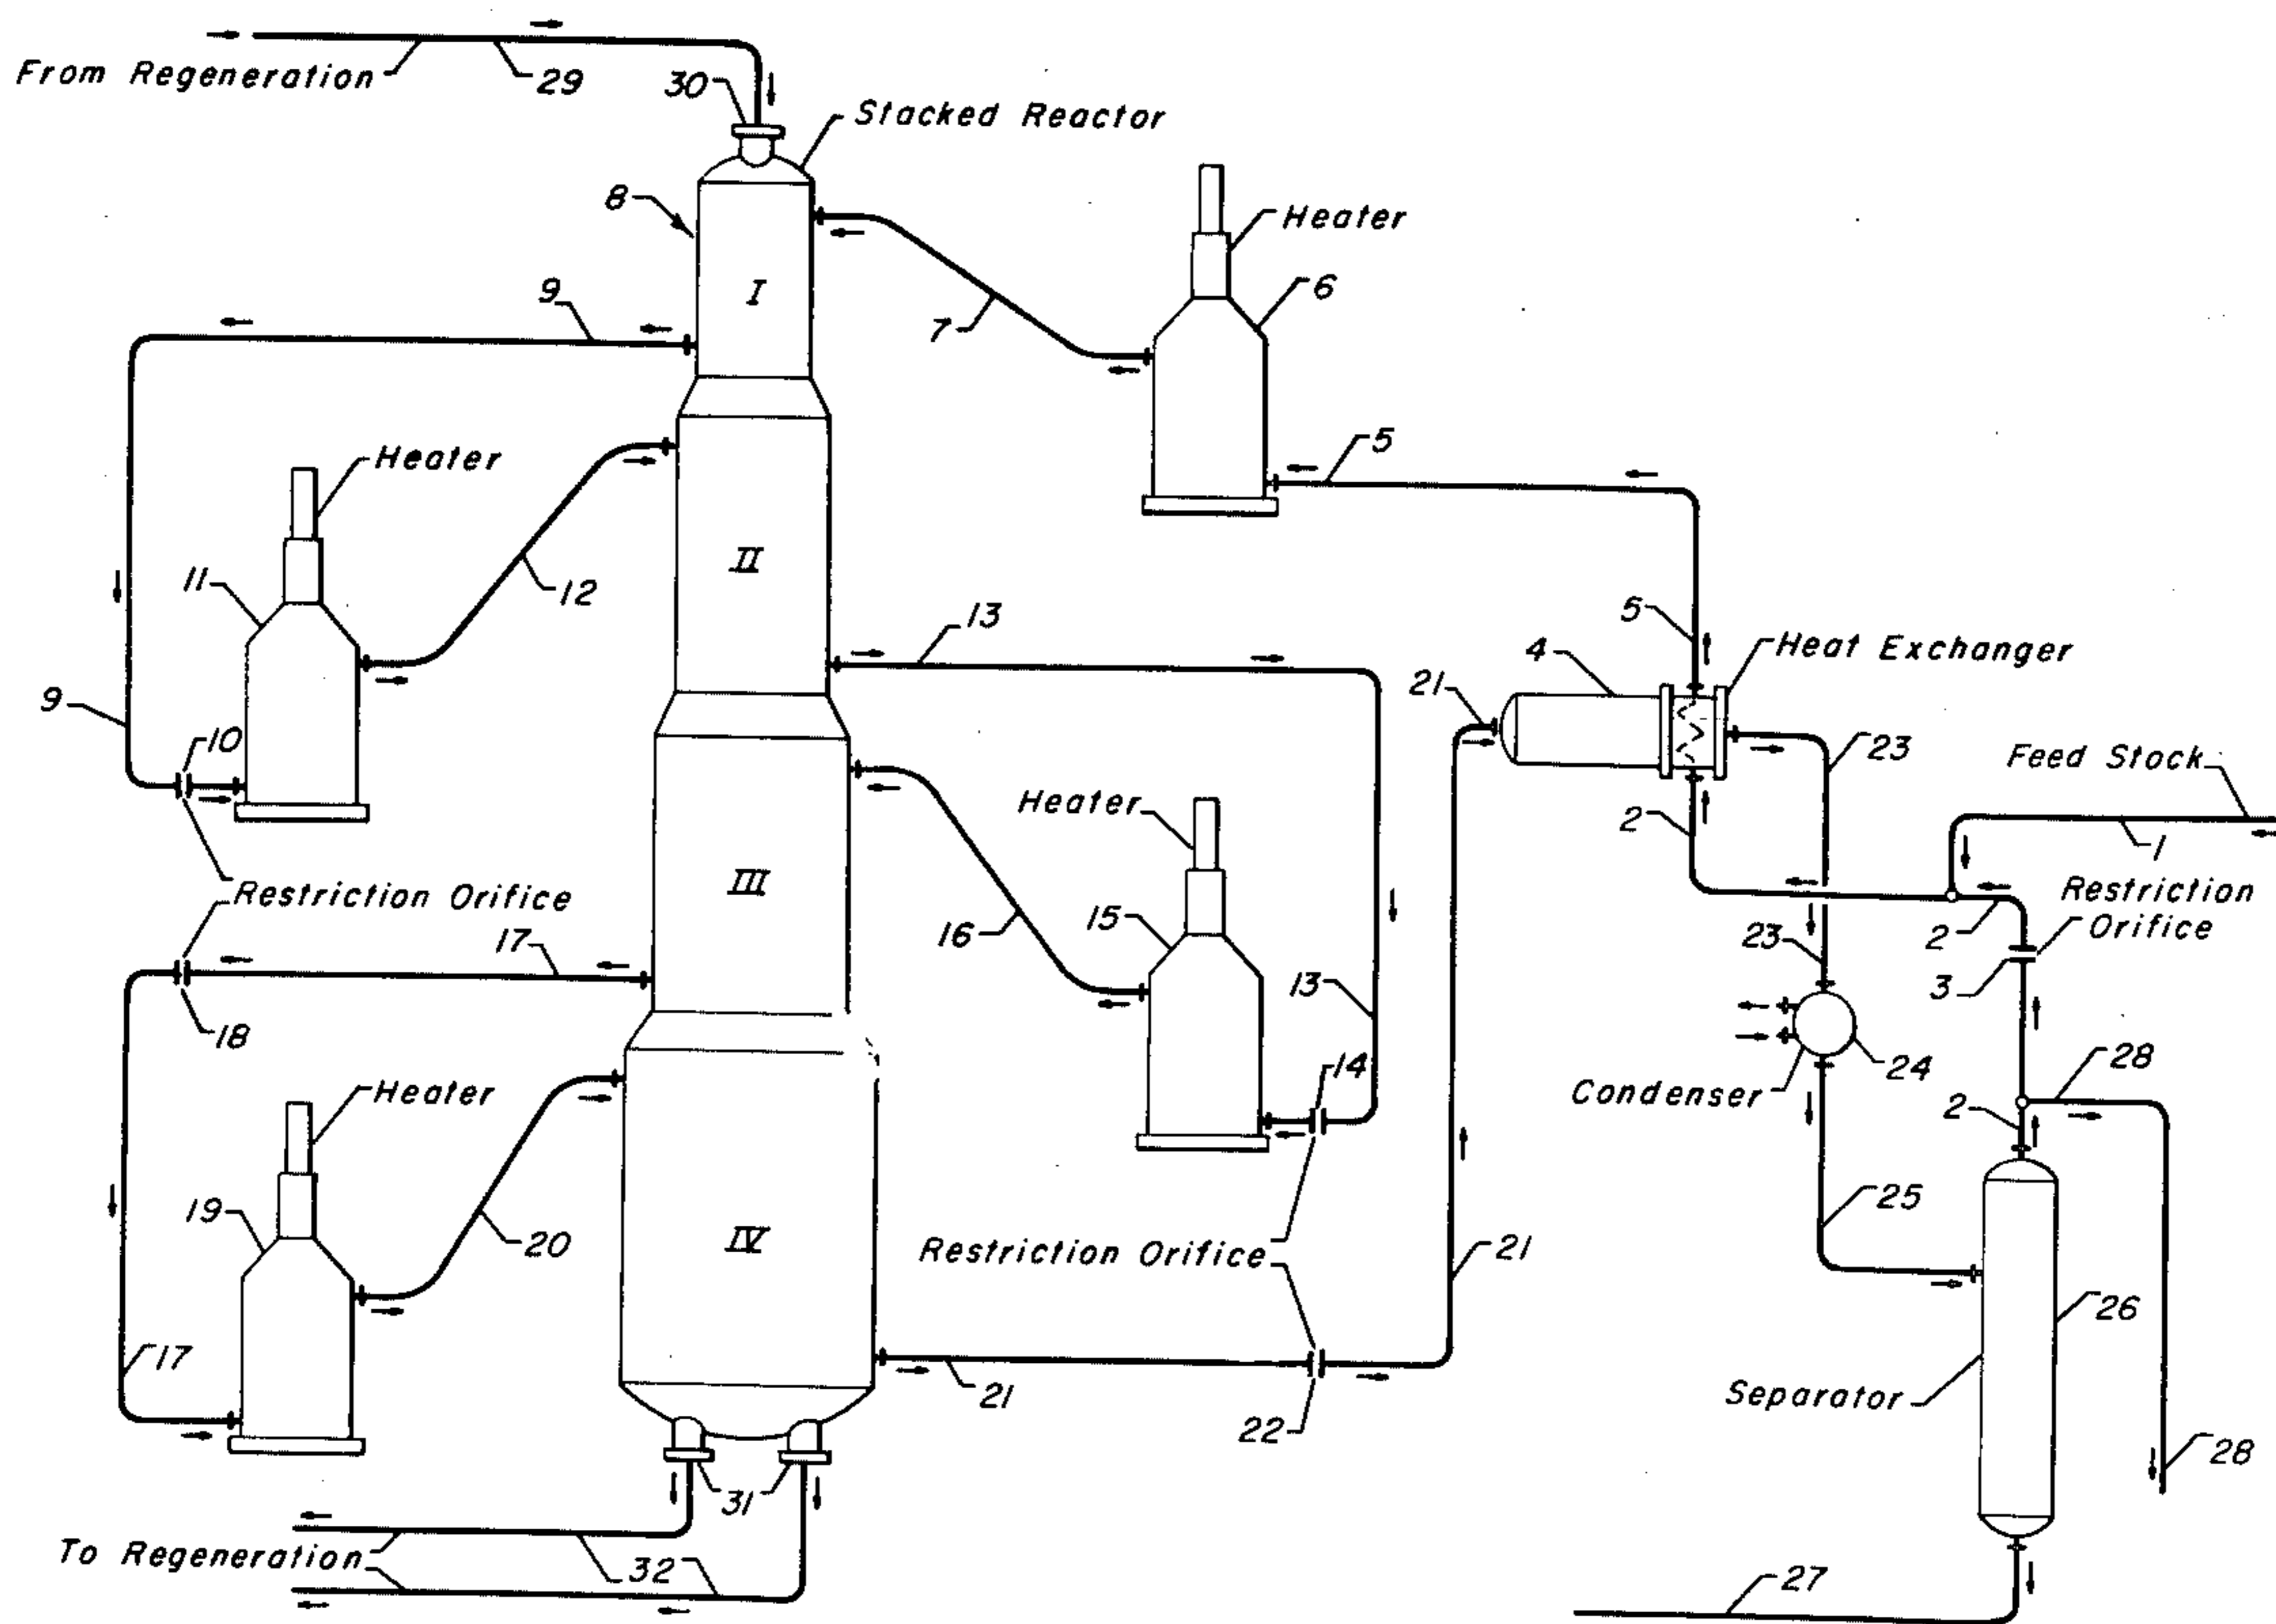 From Regeneration
29
30
Stacked Reactor
8
Heater
6
I
9
7
Heater
5
II
11
12
13
5
Heat Exchanger
4
21
9
10
23
Feed Stock
Heater
2
1
Restriction Orifice
III
15
16
Restriction
Orifice
2
17
23
3
13
18
24
28
14
Heater
Condenser
2
19
25
20
IV
Restriction Orifice
21
26
17
21
Separator
22
28
31
To Regeneration
32
27